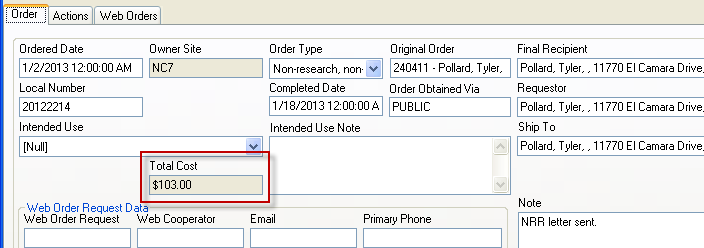 Order Actions Web Orders
Ordered Date Owner Site Order Type Original Order Final Recipient
1/2/2013 12:00:00 AM NC7 Non-research, non- 240411 - Pollard, Tyler, Pollard, Tyler, , 11770 El Camara Drive,
Local Number Completed Date Order Obtained Via Requestor
20122214 1/18/2013 12:00:00 A PUBLIC Pollard, Tyler, , 11770 El Camara Drive,
Intended Use Intended Use Note Ship To
[Null] Pollard, Tyler, , 11770 El Camara Drive,
Total Cost
$103.00
Web Order Request Data Note
Web Order Request Web Cooperator Email Primary Phone
NRR letter sent.